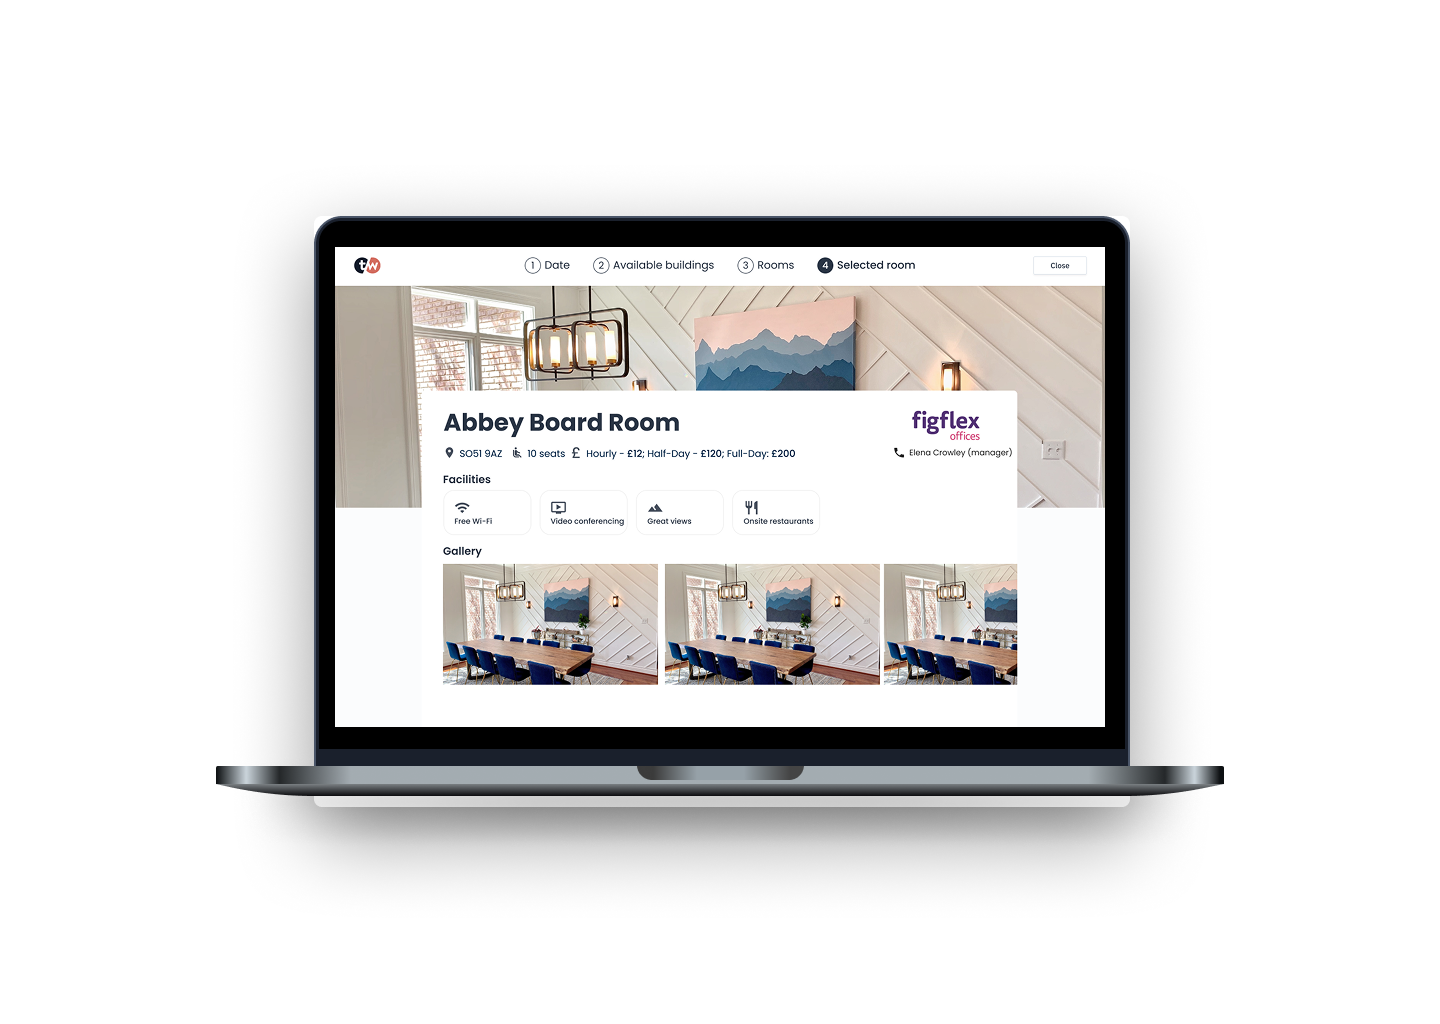 tw
1 Date 2 Available buildings 3 Rooms 4 Selected room Close
Abbey Board Room
figflex
offices
SO51 9AZ 10 seats £ Hourly - £12; Half-Day - £120; Full-Day: £200
Elena Crowley (manager)
Facilities
Free Wi-Fi Video conferencing Great views Onsite restaurants
Gallery